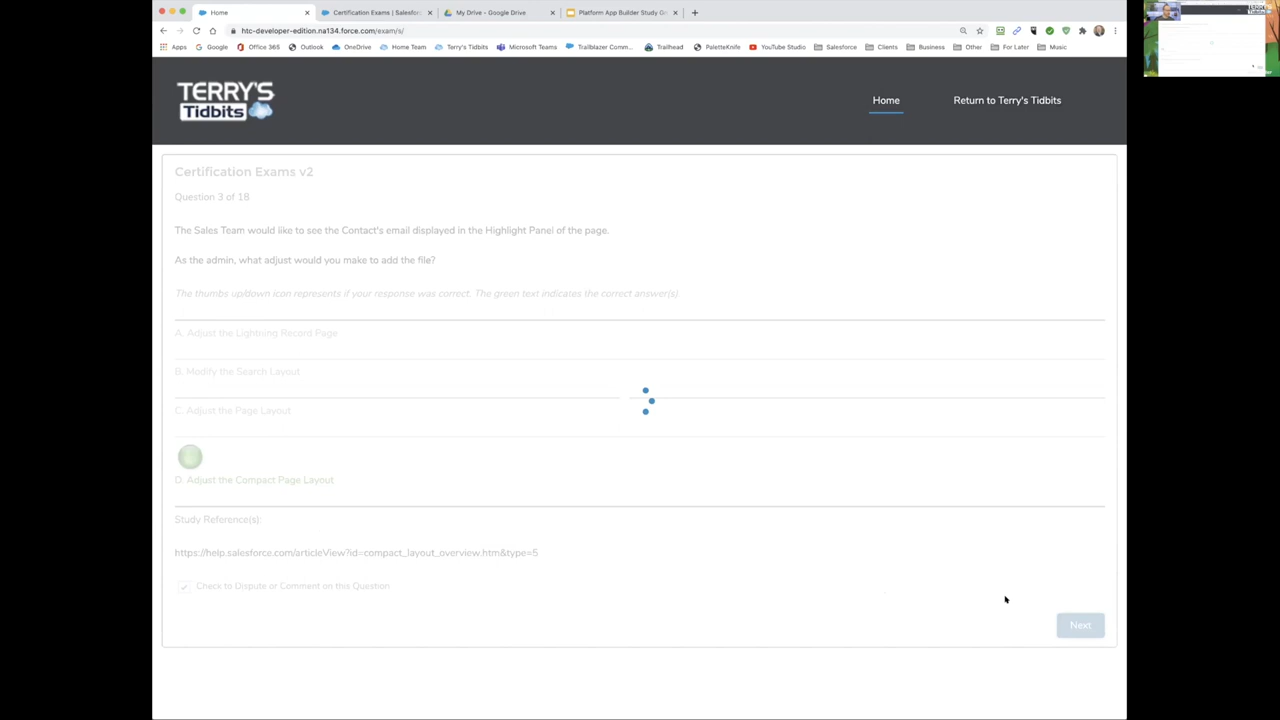 Home
Certification Exams | Salesfor
My Drive - Google Drive
Platform App Builder Study Gr
htc-developer-edition.na134.force.com/exam/s/
Apps
Google
Office 365
Outlook
OneDrive
Home Team
Terry's Tidbits
Microsoft Teams
Trailblazer Comm...
Trailhead
PaletteKnife
YouTube Studio
Salesforce
Clients
Business
Other
For Later
Music
TERRY'S
Tidbits
Home
Return to Terry's Tidbits
Certification Exams v2
Question 3 of 18
The Sales Team would like to see the Contact's email displayed in the Highlight Panel of the page.
As the admin, what adjust would you make to add the file?
The thumbs up/down icon represents if your response was correct. The green text indicates the correct answer(s).
A. Adjust the Lightning Record Page
B. Modify the Search Layout
C. Adjust the Page Layout
D. Adjust the Compact Page Layout
Study Reference(s):
https://help.salesforce.com/articleView?id=compact_layout_overview.htm&type=5
Check to Dispute or Comment on this Question
Next